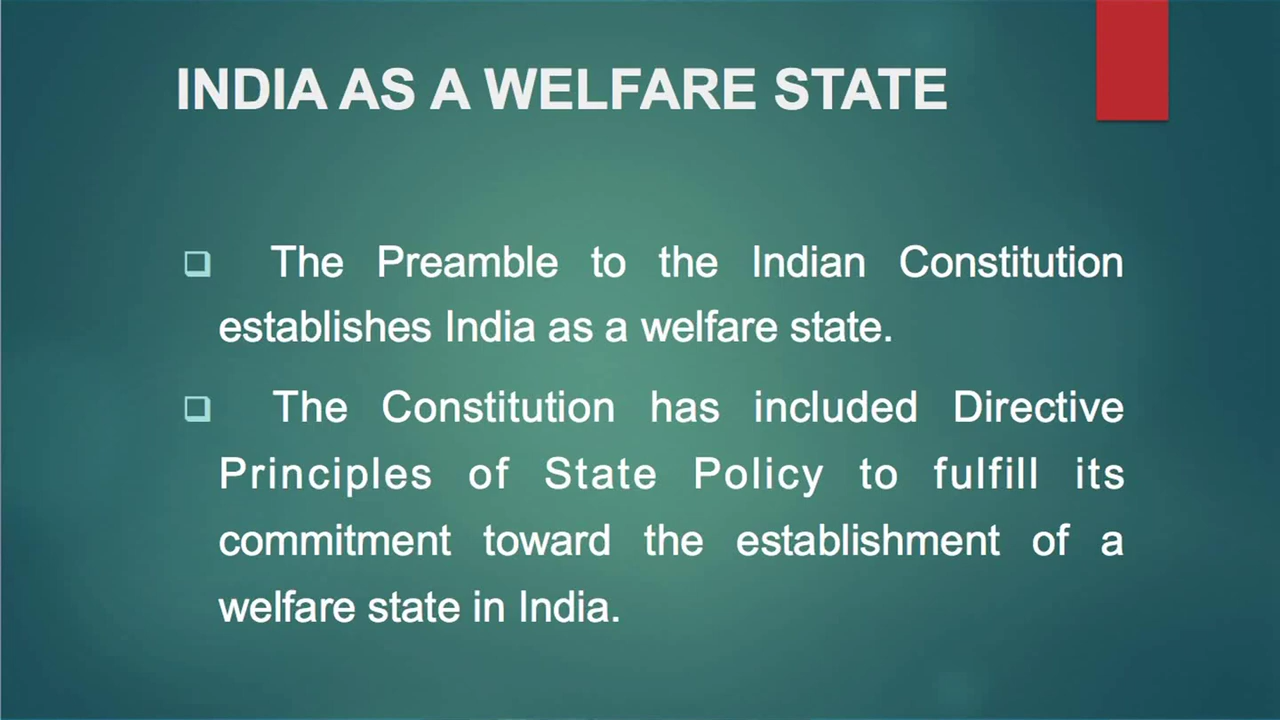 INDIA AS A WELFARE STATE
The Preamble to the Indian Constitution
establishes India as a welfare state.
The Constitution has included Directive
Principles of State Policy to fulfill its
commitment toward the establishment of a
welfare state in India.